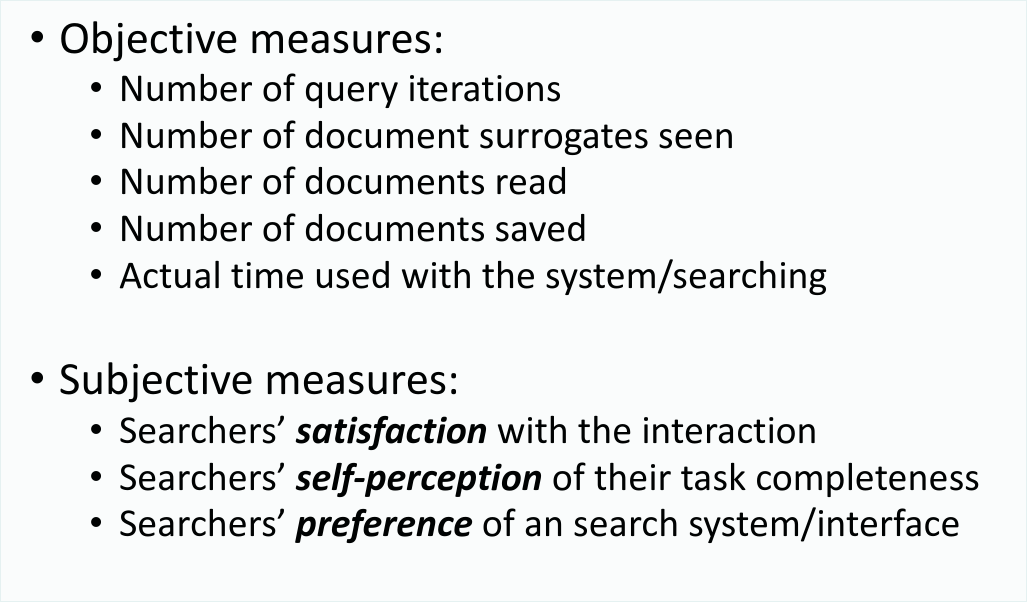 • Objective measures:
• Number of query iterations
• Number of document surrogates seen
• Number of documents read
• Number of documents saved
• Actual time used with the system/searching
• Subjective measures:
• Searchers’ satisfaction with the interaction
• Searchers’ self-perception of their task completeness
• Searchers’ preference of an search system/interface